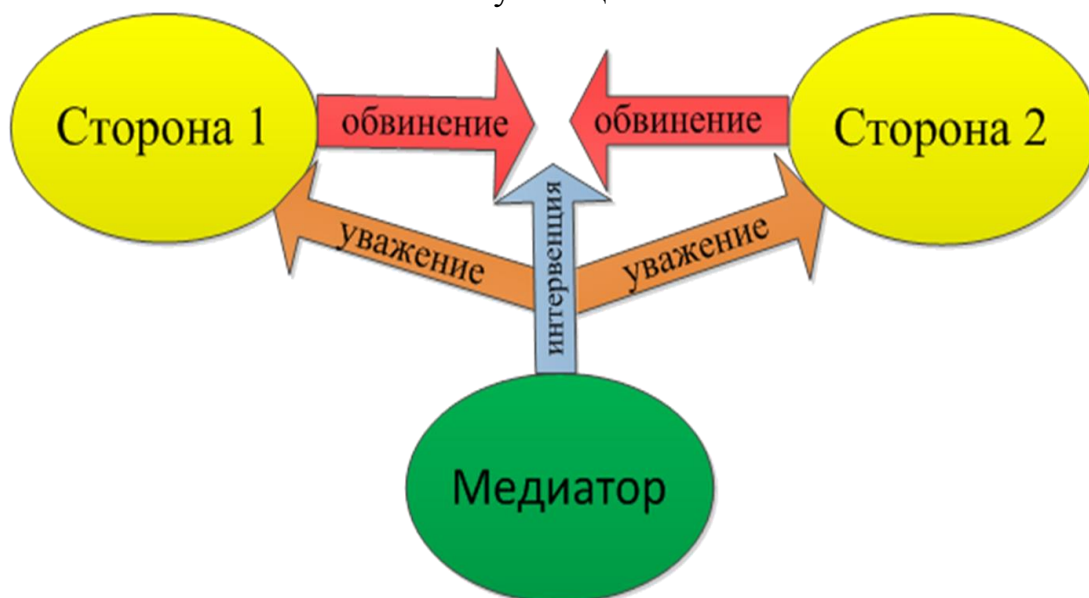 Сторона 1
обвинение
обвинение
Сторона 2
уважение
интервенция
уважение
Медиатор